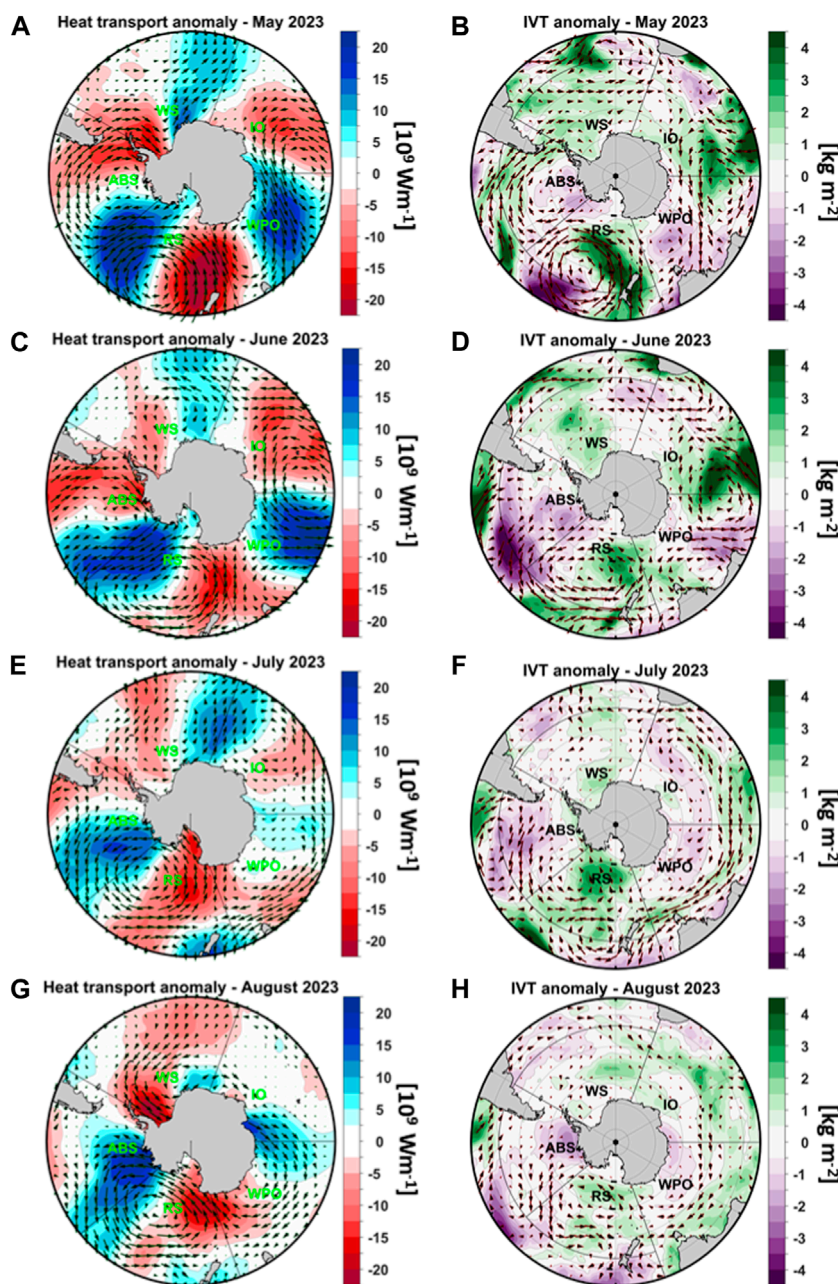 A Heat transport anomaly - May 2023
20
15
10
5
0
-5
-10
-15
-20
[10⁹ Wm⁻¹]
WS
IO
ABS
WPO
RS
B IVT anomaly - May 2023
4
3
2
1
0
-1
-2
-3
-4
[kg m⁻²]
WS
IO
ABS
WPO
RS
C Heat transport anomaly - June 2023
20
15
10
5
0
-5
-10
-15
-20
[10⁹ Wm⁻¹]
WS
IO
ABS
WPO
RS
D IVT anomaly - June 2023
4
3
2
1
0
-1
-2
-3
-4
[kg m⁻²]
WS
IO
ABS
WPO
RS
E Heat transport anomaly - July 2023
20
15
10
5
0
-5
-10
-15
-20
[10⁹ Wm⁻¹]
WS
IO
ABS
WPO
RS
F IVT anomaly - July 2023
4
3
2
1
0
-1
-2
-3
-4
[kg m⁻²]
WS
IO
ABS
WPO
RS
G Heat transport anomaly - August 2023
20
15
10
5
0
-5
-10
-15
-20
[10⁹ Wm⁻¹]
WS
IO
ABS
WPO
RS
H IVT anomaly - August 2023
4
3
2
1
0
-1
-2
-3
-4
[kg m⁻²]
WS
IO
ABS
WPO
RS